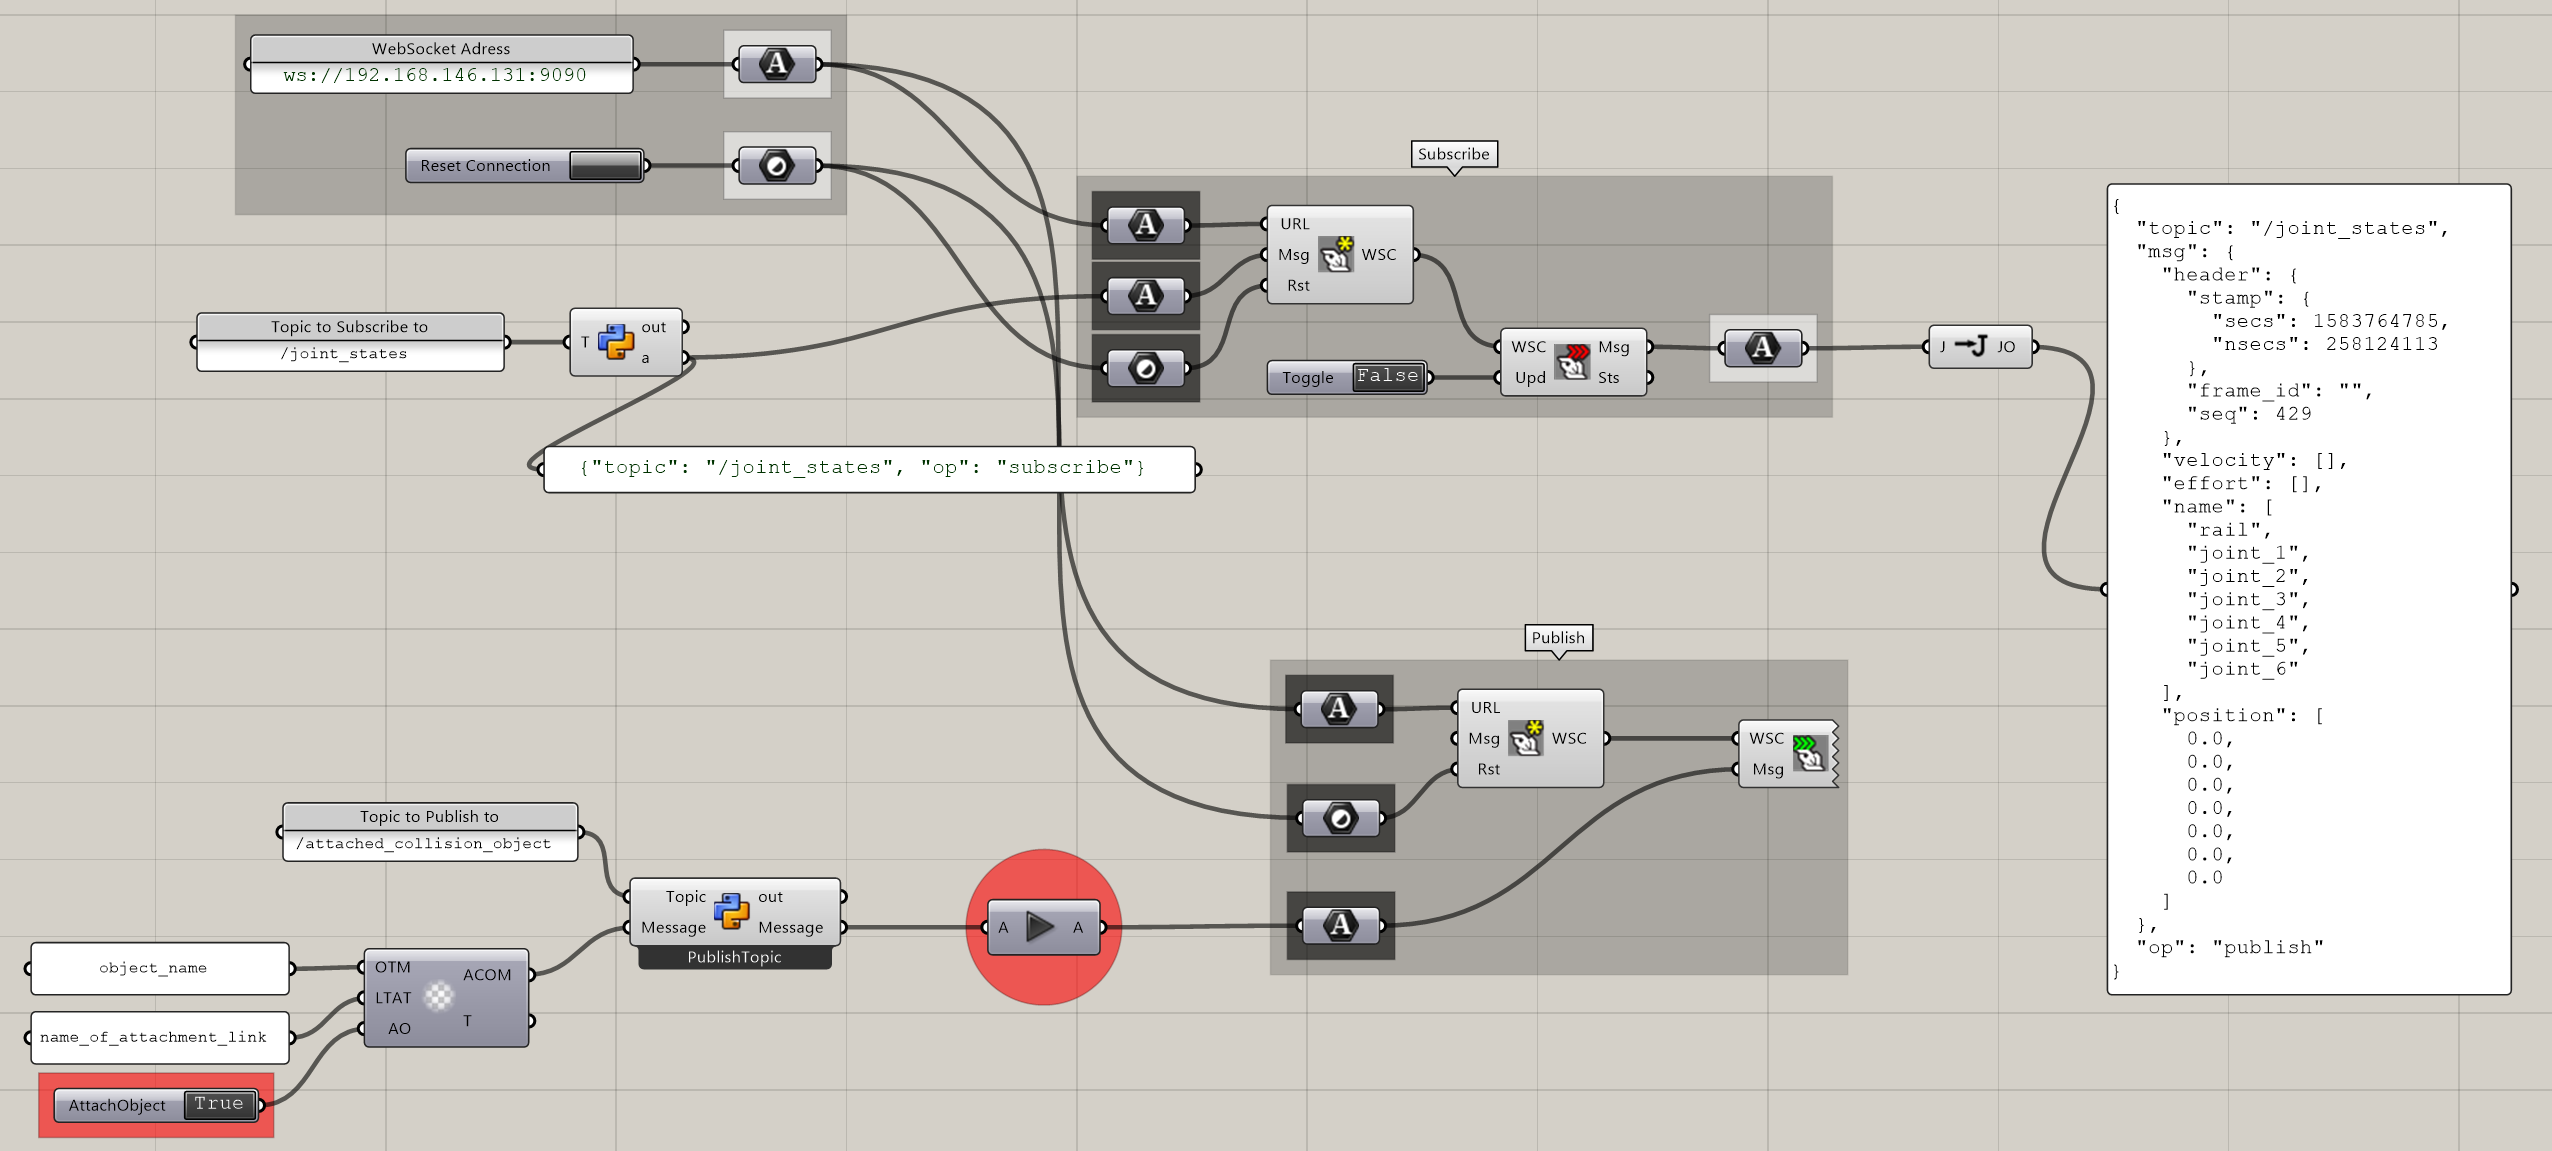 WebSocket Adress
ws://192.168.146.131:9090
A
Reset Connection
Subscribe
A
URL
Msg
Rst
WSC
A
Topic to Subscribe to
/joint_states
T
out
a
Toggle
False
WSC
Upd
Msg
Sts
A
J
J
JO
{"topic": "/joint_states", "op": "subscribe"}
{
"topic": "/joint_states",
"msg": {
"header": {
"stamp": {
"secs": 1583764785,
"nsecs": 258124113
},
"frame_id": "",
"seq": 429
},
"velocity": [],
"effort": [],
"name": [
"rail",
"joint_1",
"joint_2",
"joint_3",
"joint_4",
"joint_5",
"joint_6"
],
"position": [
0.0,
0.0,
0.0,
0.0,
0.0,
0.0,
0.0
]
},
"op": "publish"
}
Publish
A
URL
Msg
Rst
WSC
WSC
Msg
Topic to Publish to
/attached_collision_object
Topic
Message
out
Message
PublishTopic
A
A
A
object_name
name_of_attachment_link
OTM
LTAT
AO
ACOM
T
AttachObject
True